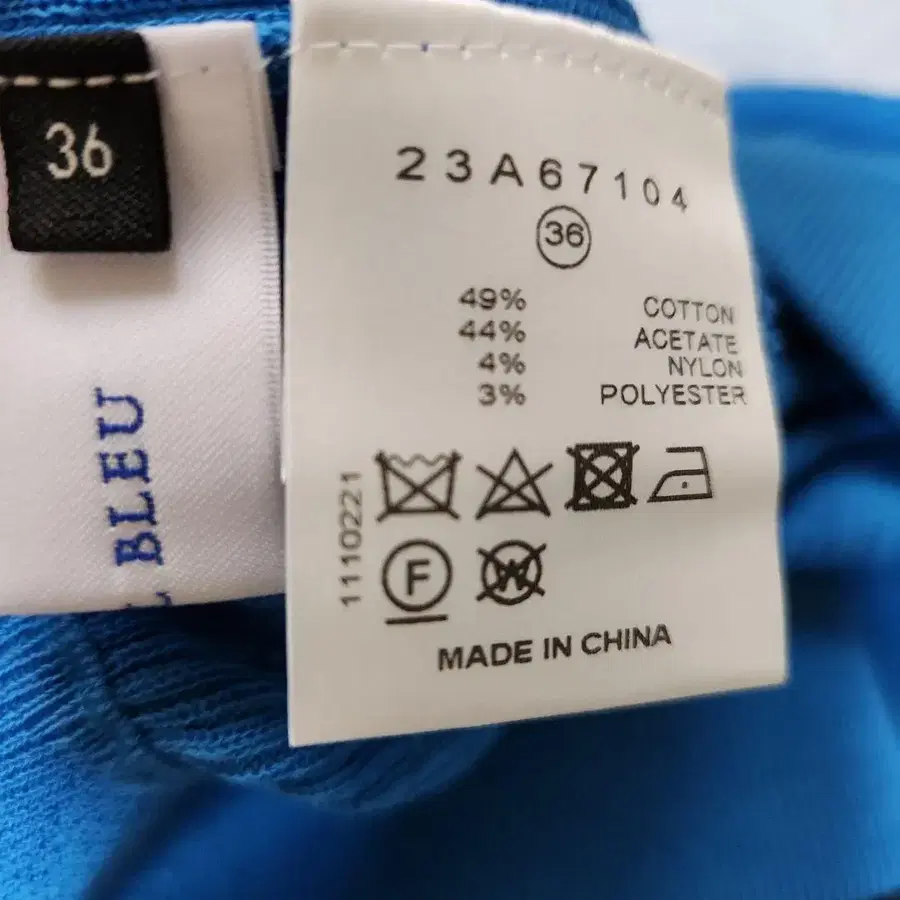 36
BLEU
23A67104
36
49% COTTON
44% ACETATE
4% NYLON
3% POLYESTER
1110221
F
W
MADE IN CHINA